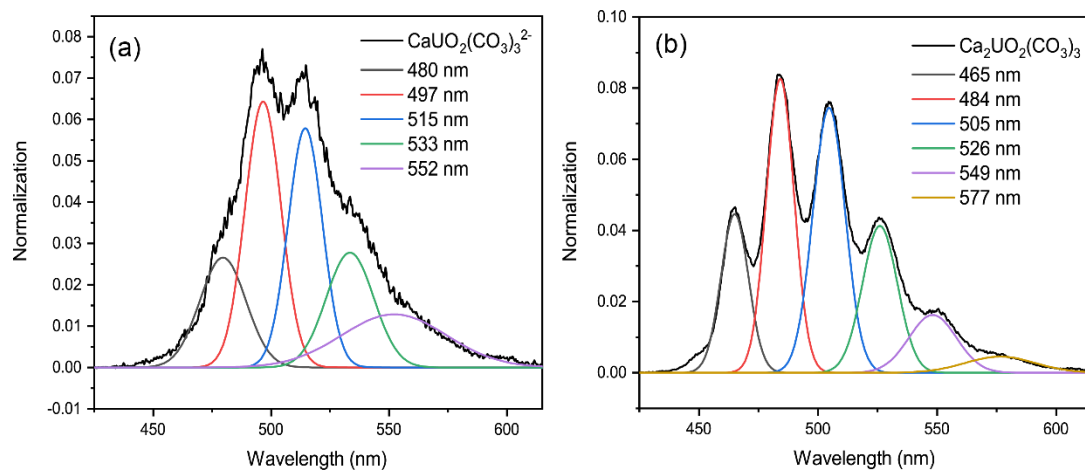 (a)
CaUO₂(CO₃)₃²⁻
480 nm
497 nm
515 nm
533 nm
552 nm
0.08
0.07
0.06
0.05
0.04
0.03
0.02
0.01
0.00
-0.01
Normalization
450
500
550
600
Wavelength (nm)
(b)
Ca₂UO₂(CO₃)₃
465 nm
484 nm
505 nm
526 nm
549 nm
577 nm
0.10
0.08
0.06
0.04
0.02
0.00
Normalization
450
500
550
600
Wavelength (nm)